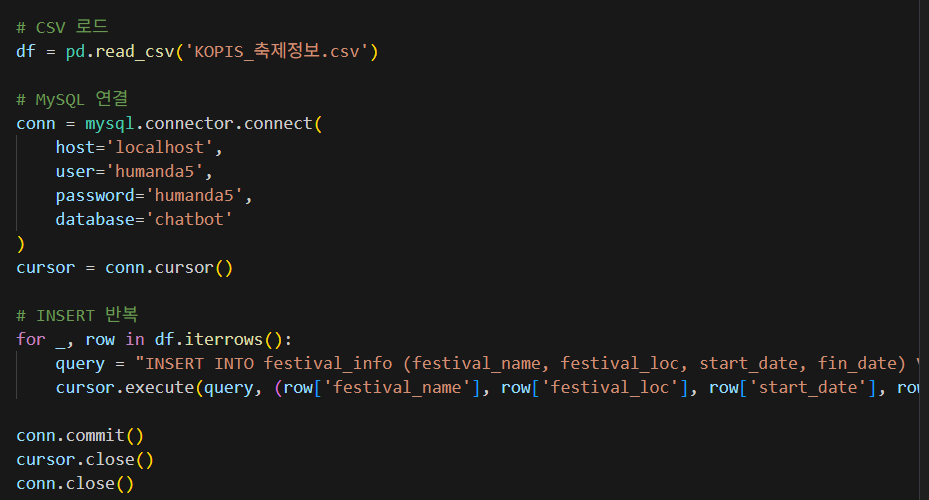 # CSV 로드
df = pd.read_csv('KOPIS_축제정보.csv')
# MySQL 연결
conn = mysql.connector.connect(
host='localhost',
user='humanda5',
password='humanda5',
database='chatbot'
)
cursor = conn.cursor()
# INSERT 반복
for _, row in df.iterrows():
query = "INSERT INTO festival_info (festival_name, festival_loc, start_date, fin_date)
cursor.execute(query, (row['festival_name'], row['festival_loc'], row['start_date'],
conn.commit()
cursor.close()
conn.close()